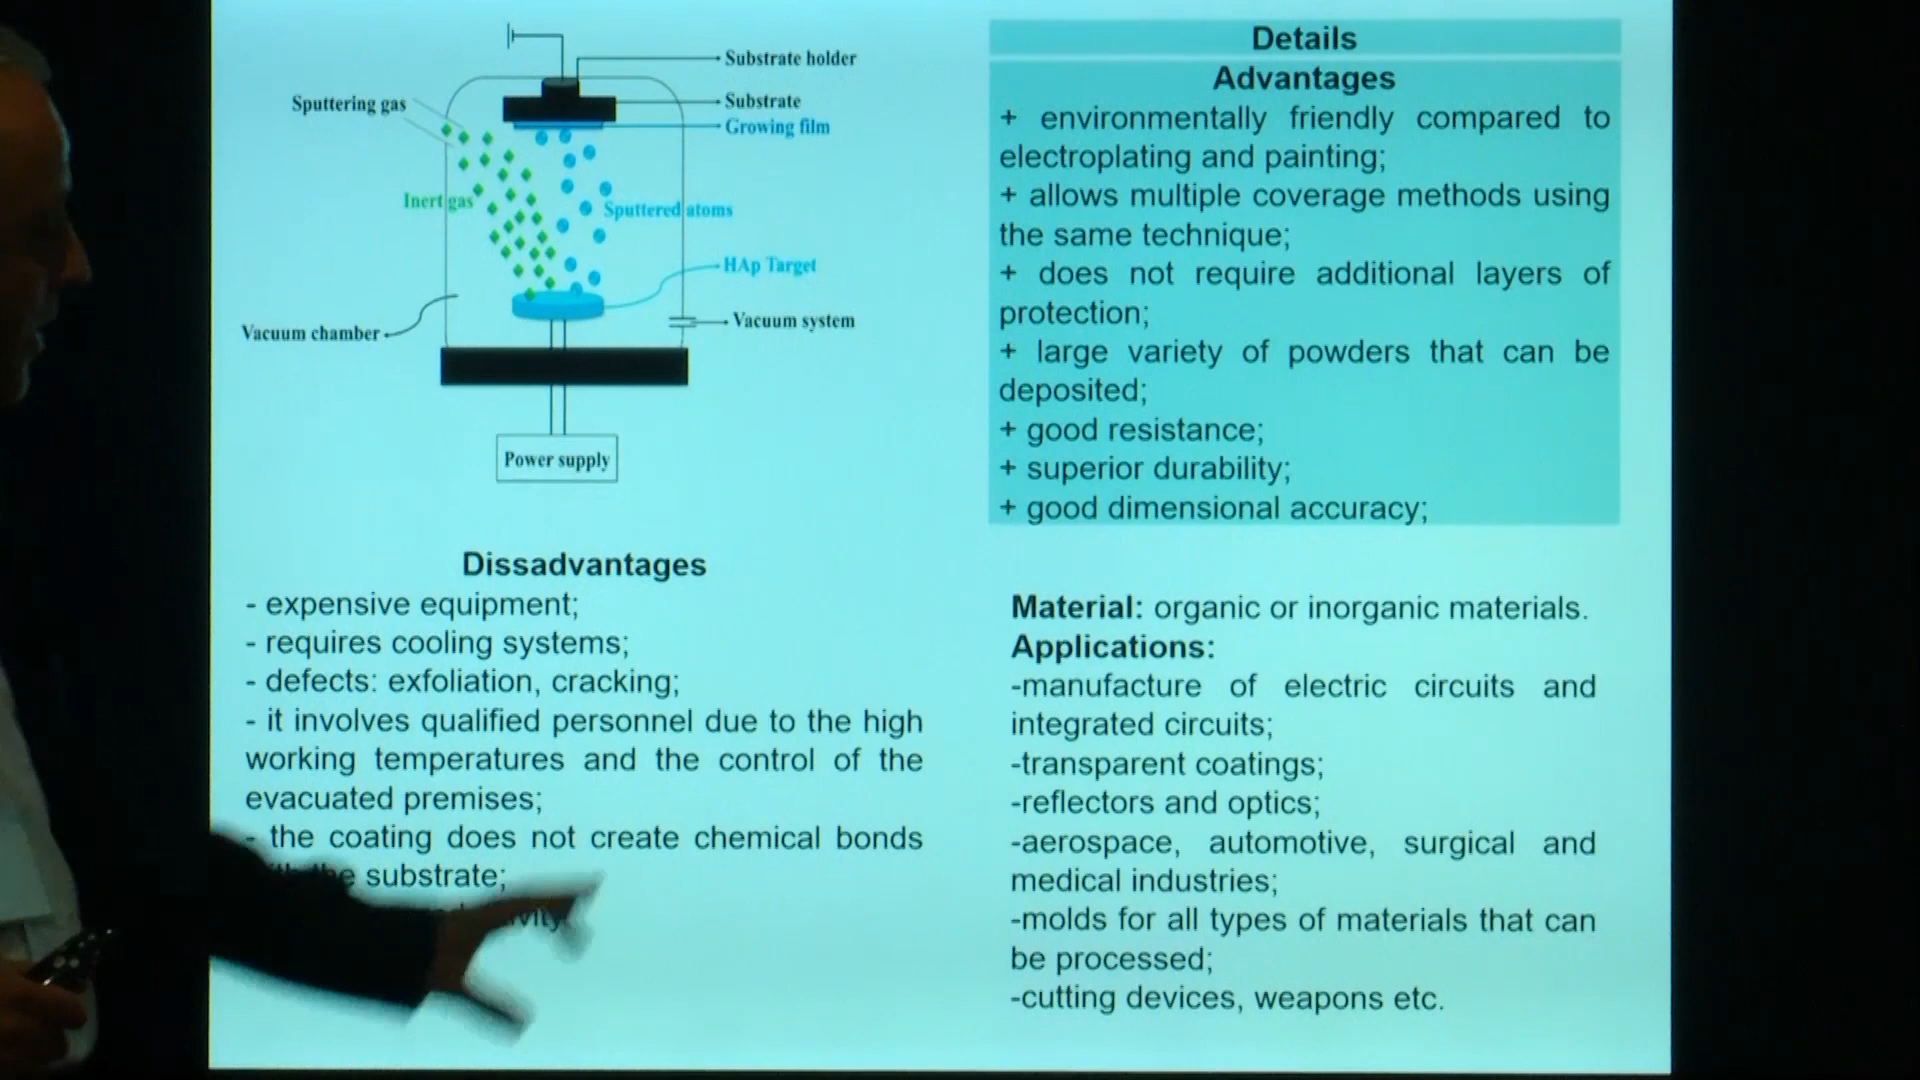 Substrate holder
Sputtering gas
Substrate
Growing film
Inert gas
Sputtered atoms
HAp Target
Vacuum chamber
Vacuum system
Power supply
Details
Advantages
+ environmentally friendly compared to
electroplating and painting;
+ allows multiple coverage methods using
the same technique;
+ does not require additional layers of
protection;
+ large variety of powders that can be
deposited;
+ good resistance;
+ superior durability;
+ good dimensional accuracy;
Dissadvantages
- expensive equipment;
- requires cooling systems;
- defects: exfoliation, cracking;
- it involves qualified personnel due to the high
working temperatures and the control of the
evacuated premises;
- the coating does not create chemical bonds
the substrate;
Material: organic or inorganic materials.
Applications:
-manufacture of electric circuits and
integrated circuits;
-transparent coatings;
-reflectors and optics;
-aerospace, automotive, surgical and
medical industries;
-molds for all types of materials that can
be processed;
-cutting devices, weapons etc.